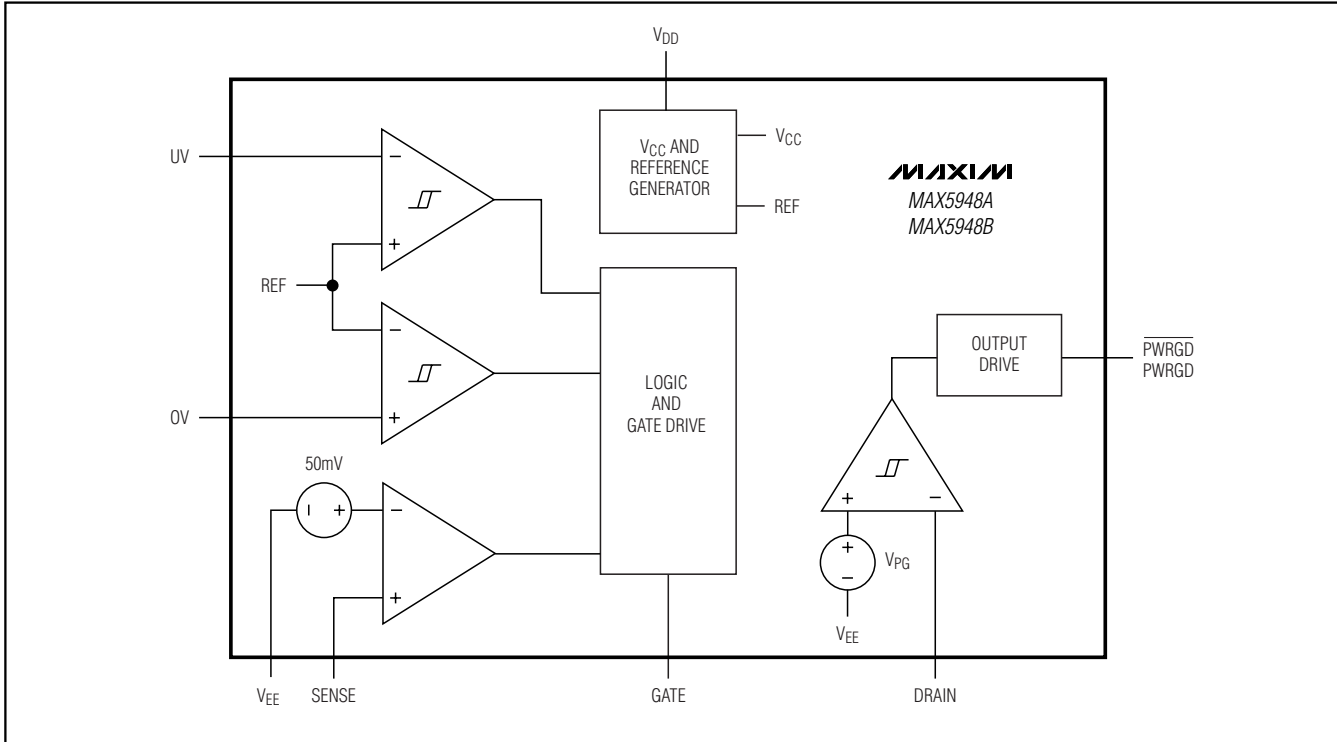 VDD
UV
−
+
REF
−
+
OV
50mV
− +
−
+
VEE
SENSE
VCC AND
REFERENCE
GENERATOR
VCC
REF
MAXIM
MAX5948A
MAX5948B
LOGIC
AND
GATE DRIVE
GATE
OUTPUT
DRIVE
P̅W̅R̅G̅D̅
PWRGD
+ −
+
−
VPG
VEE
DRAIN